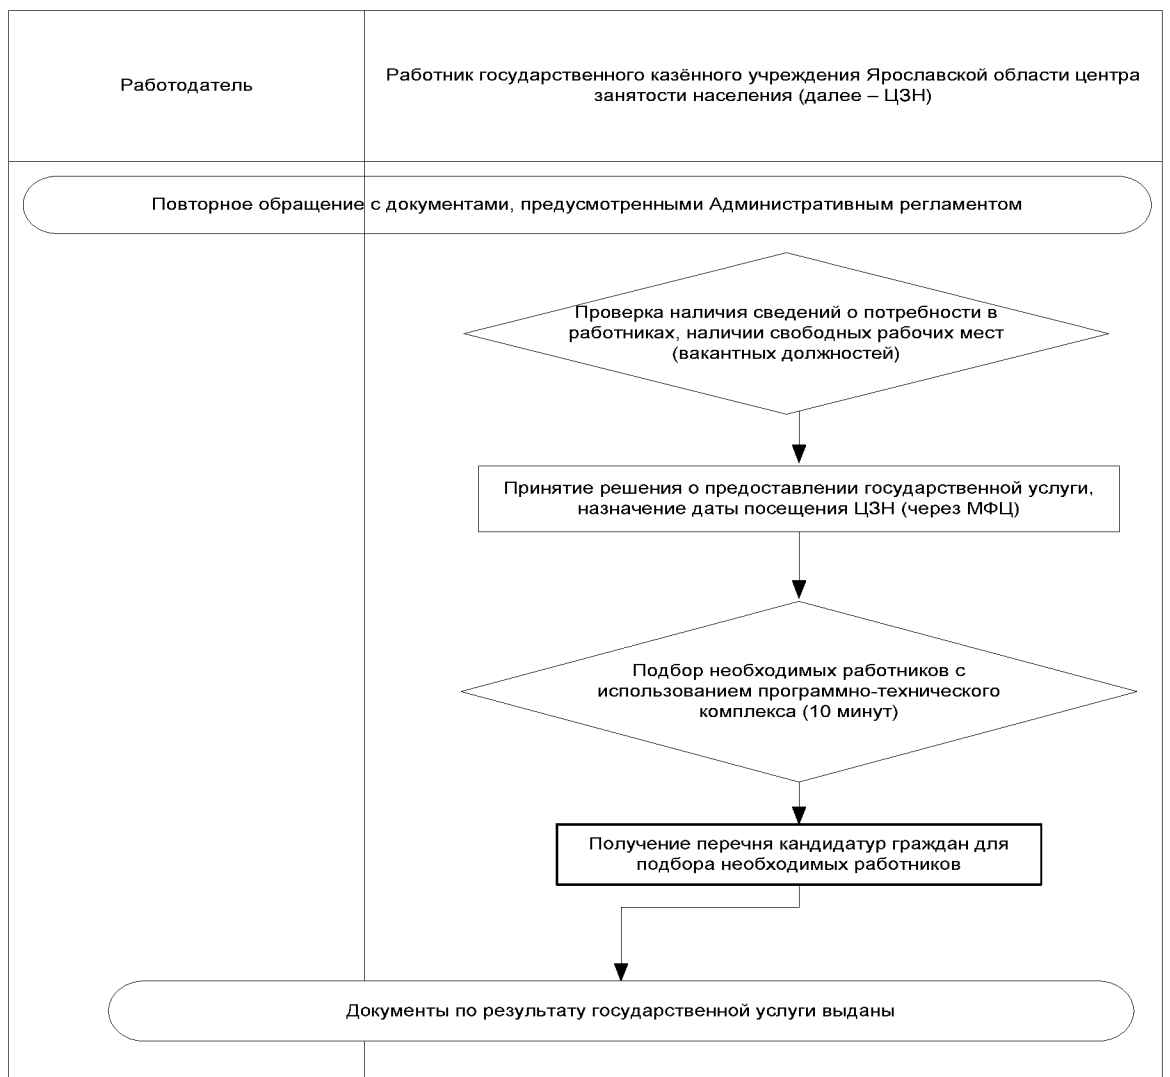 Работодатель
Работник государственного казённого учреждения Ярославской области центра
занятости населения (далее – ЦЗН)
Повторное обращение с документами, предусмотренными Административным регламентом
Проверка наличия сведений о потребности в
работниках, наличии свободных рабочих мест
(вакантных должностей)
Принятие решения о предоставлении государственной услуги,
назначение даты посещения ЦЗН (через МФЦ)
Подбор необходимых работников с
использованием программно-технического
комплекса (10 минут)
Получение перечня кандидатур граждан для
подбора необходимых работников
Документы по результату государственной услуги выданы